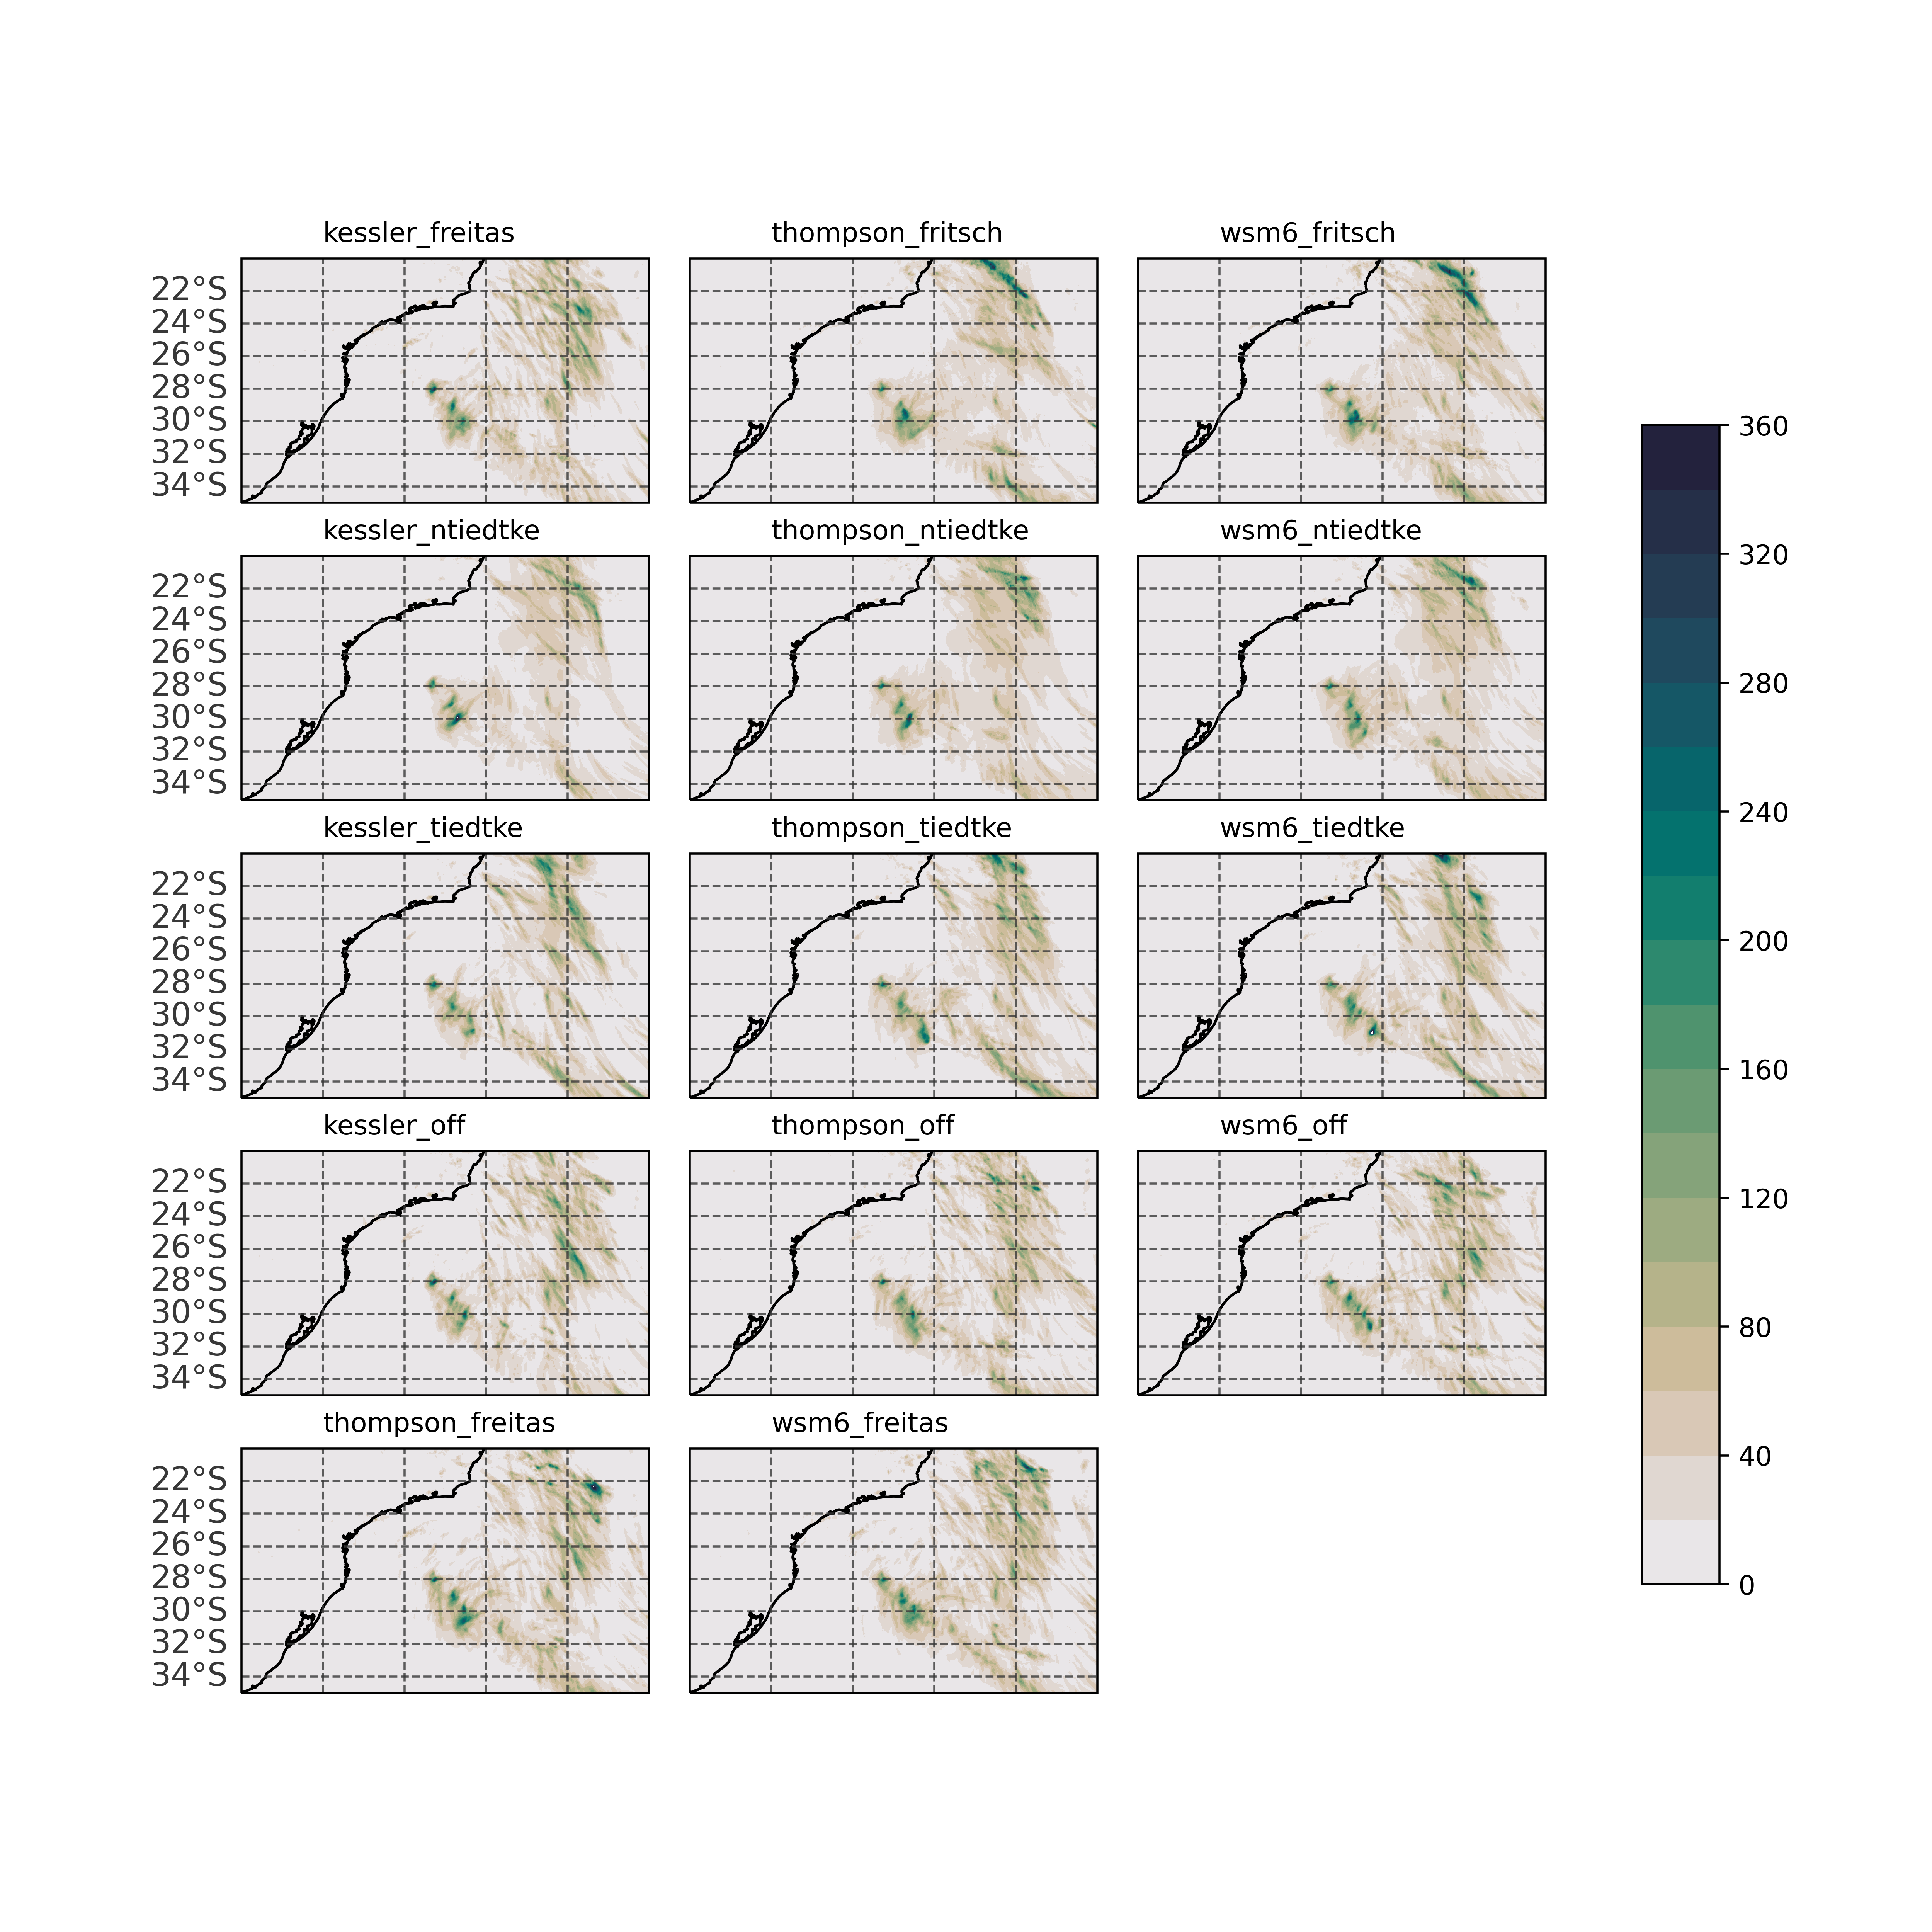 kessler_freitas thompson_fritsch wsm6_fritsch
22°S
24°S
26°S
28°S
30°S
32°S
34°S
kessler_ntiedtke thompson_ntiedtke wsm6_ntiedtke
22°S
24°S
26°S
28°S
30°S
32°S
34°S
kessler_tiedtke thompson_tiedtke wsm6_tiedtke
22°S
24°S
26°S
28°S
30°S
32°S
34°S
kessler_off thompson_off wsm6_off
22°S
24°S
26°S
28°S
30°S
32°S
34°S
thompson_freitas wsm6_freitas
22°S
24°S
26°S
28°S
30°S
32°S
34°S
360
320
280
240
200
160
120
80
40
0